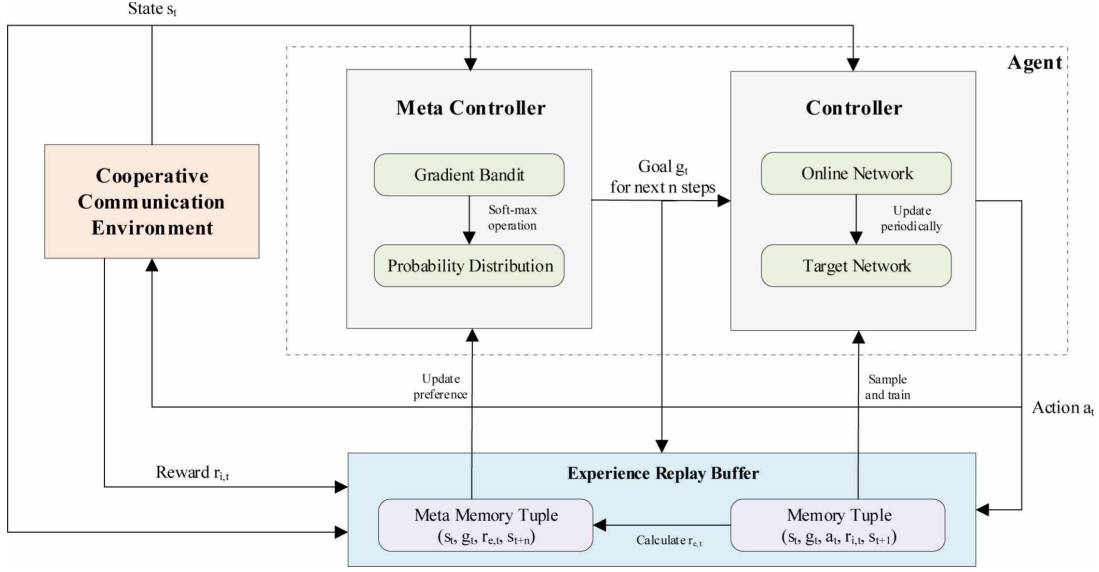 State sₜ
Agent
Meta Controller
Controller
Gradient Bandit
Soft-max
operation
Probability Distribution
Goal gₜ
for next n steps
Online Network
Update
periodically
Target Network
Cooperative
Communication
Environment
Update
preference
Sample
and train
Action aₜ
Reward rᵢ,ₜ
Experience Replay Buffer
Meta Memory Tuple
(sₜ, gₜ, rₑ,ₜ, sₜ₊ₙ)
Calculate rₑ,ₜ
Memory Tuple
(sₜ, gₜ, aₜ, rᵢ,ₜ, sₜ₊₁)